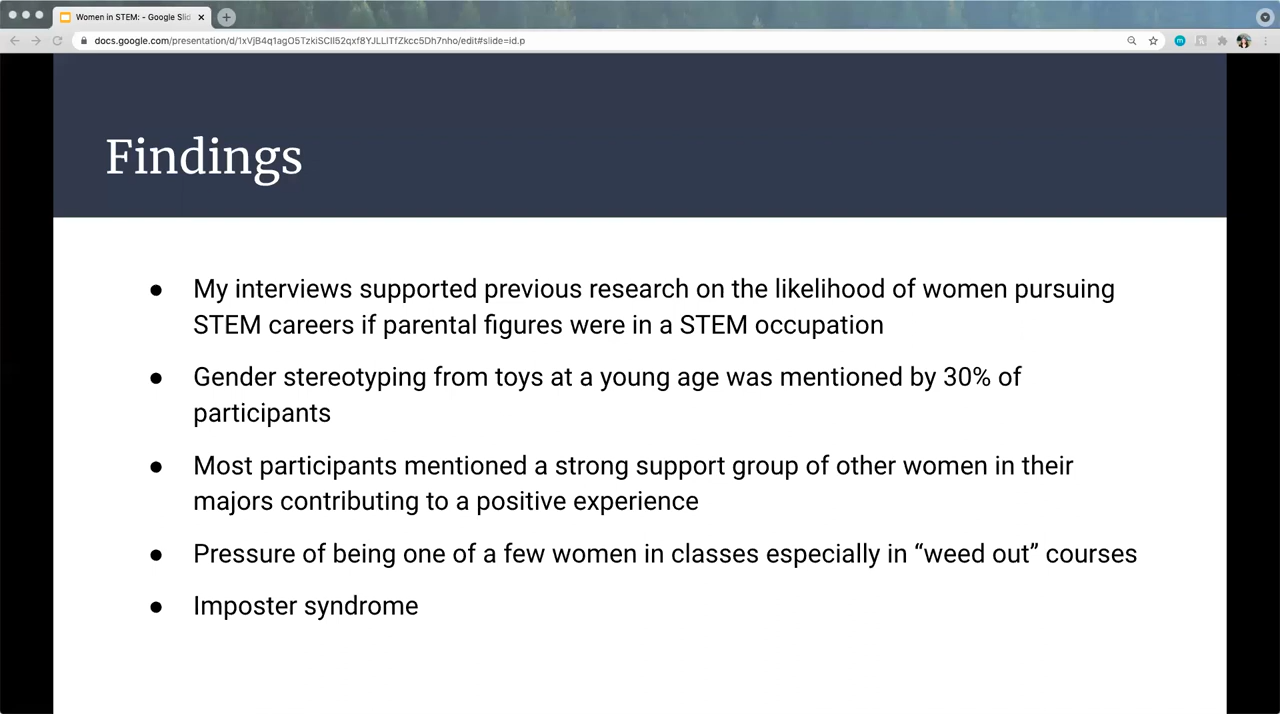 Women in STEM: - Google Slid
docs.google.com/presentation/d/1xVjB4q1agO5TzkiSCIl52qxf8YJLLlTfZkcc5Dh7nho/edit#slide=id.p
Findings
● My interviews supported previous research on the likelihood of women pursuing
STEM careers if parental figures were in a STEM occupation
● Gender stereotyping from toys at a young age was mentioned by 30% of
participants
● Most participants mentioned a strong support group of other women in their
majors contributing to a positive experience
● Pressure of being one of a few women in classes especially in “weed out” courses
● Imposter syndrome